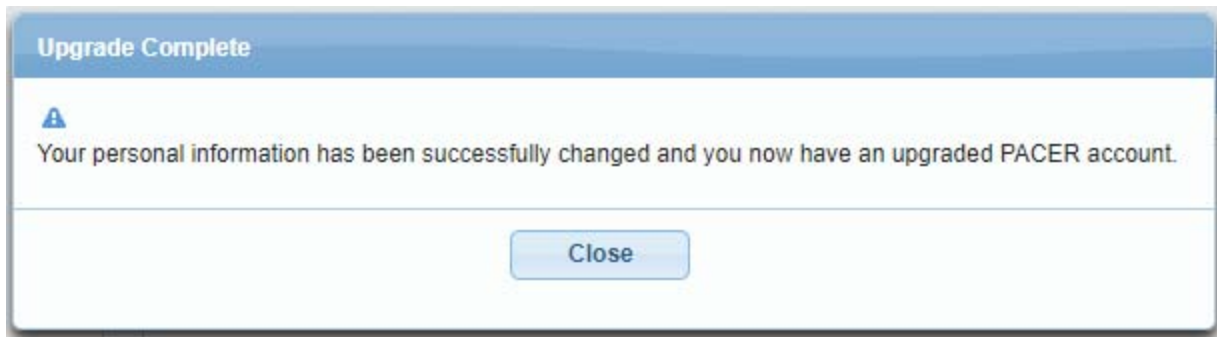 Upgrade Complete
Your personal information has been successfully changed and you now have an upgraded PACER account.
Close